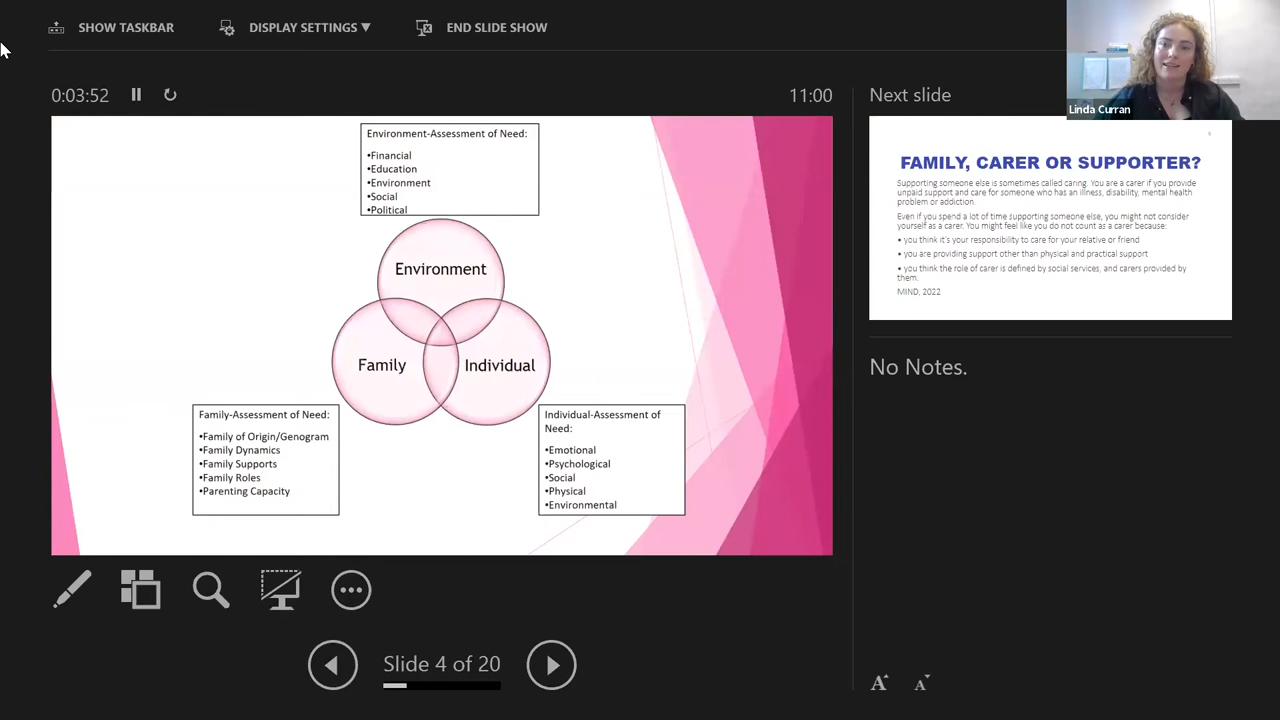 SHOW TASKBAR
DISPLAY SETTINGS ▼
END SLIDE SHOW
Linda Curran
0:03:52
11:00
Next slide
Environment-Assessment of Need:
•Financial
•Education
•Environment
•Social
•Political
Environment
Family
Individual
Family-Assessment of Need:
•Family of Origin/Genogram
•Family Dynamics
•Family Supports
•Family Roles
•Parenting Capacity
Individual-Assessment of
Need:
•Emotional
•Psychological
•Social
•Physical
•Environmental
FAMILY, CARER OR SUPPORTER?
Supporting someone else is sometimes called caring. You are a carer if you provide
unpaid support and care for someone who has an illness, disability, mental health
problem or addiction.
Even if you spend a lot of time supporting someone else, you might not consider
yourself as a carer. You might feel like you do not count as a carer because:
• you think it's your responsibility to care for your relative or friend
• you are providing support other than physical and practical support
• you think the role of carer is defined by social services, and carers provided by
them.
MIND, 2022
No Notes.
Slide 4 of 20
A
A